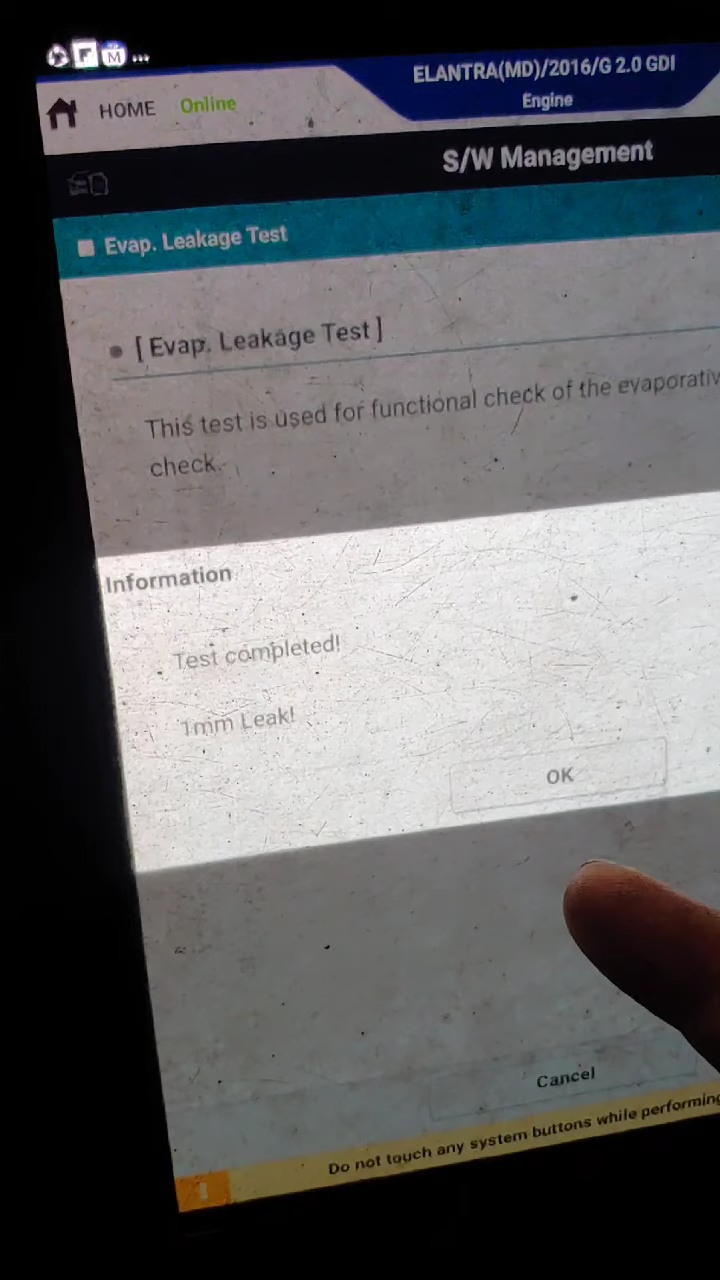 M ...
ELANTRA(MD)/2016/G 2.0 GDI
HOME Online
Engine
S/W Management
Evap. Leakage Test
[ Evap. Leakage Test ]
This test is used for functional check of the
check.
Information
Test completed!
1mm Leak!
OK
Cancel
Do not touch any system buttons while